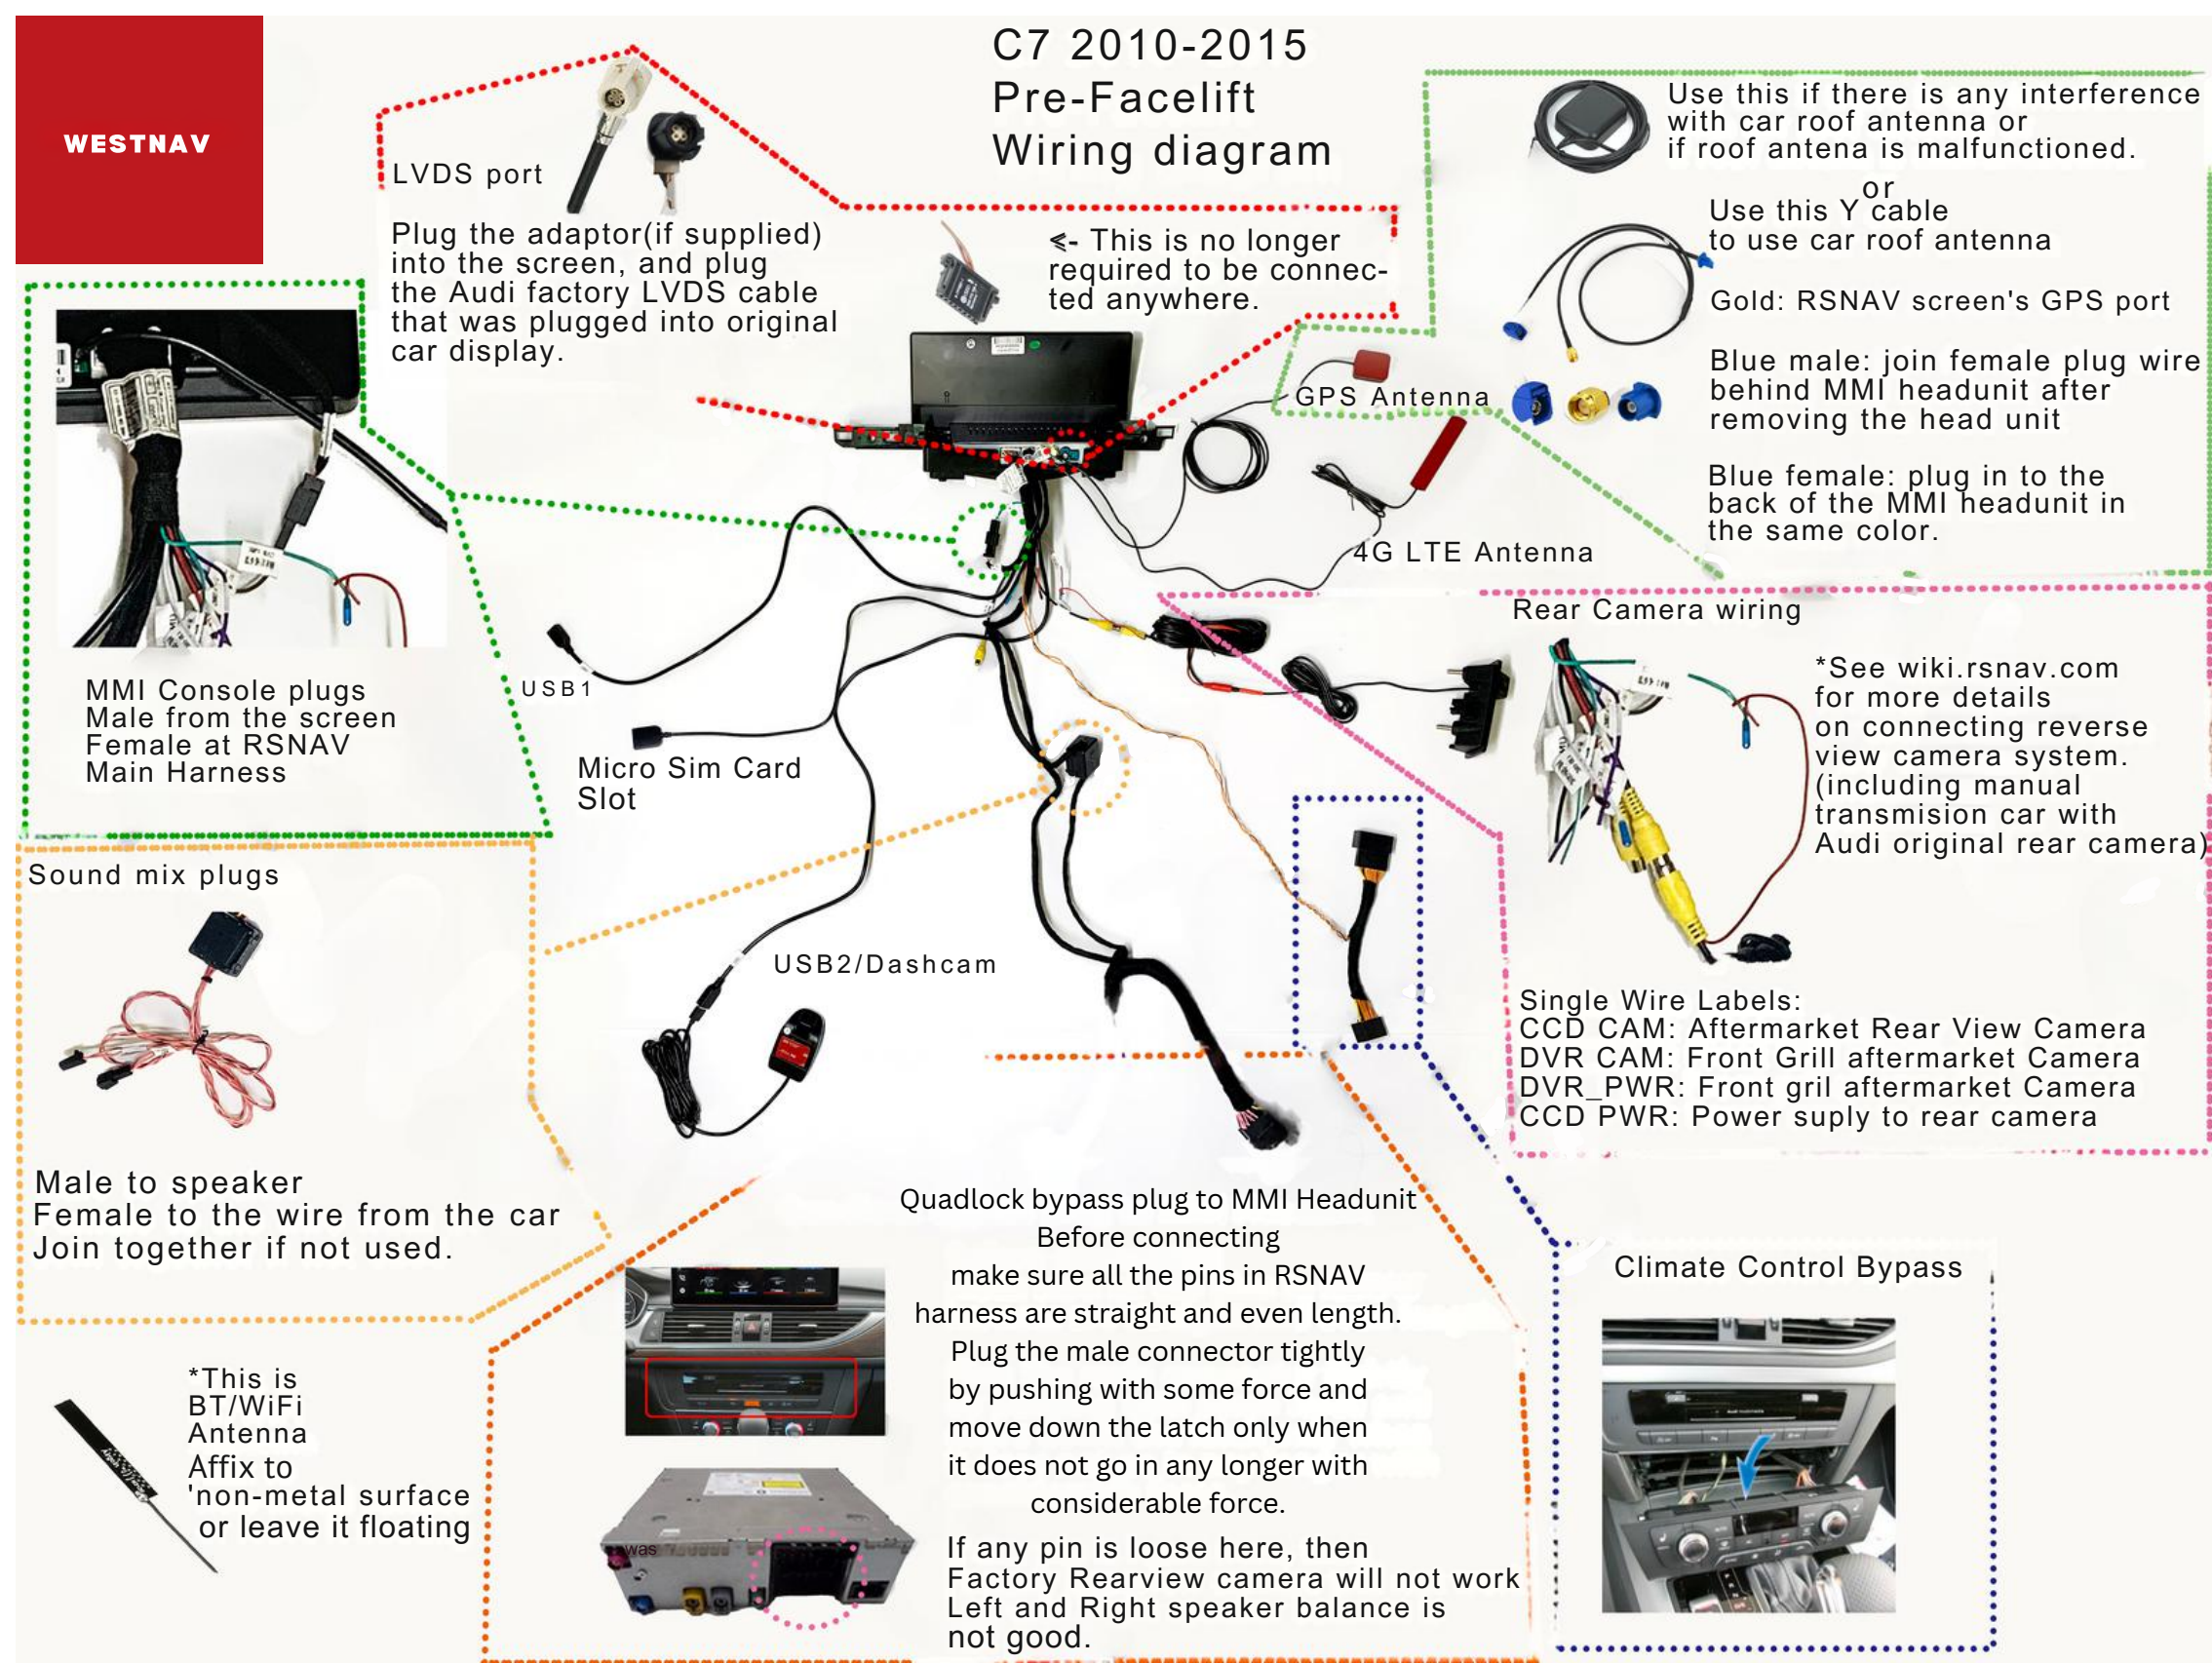 WESTNAV
C7 2010-2015
Pre-Facelift
Wiring diagram
LVDS port
Plug the adaptor(if supplied)
into the screen, and plug
the Audi factory LVDS cable
that was plugged into original
car display.
<- This is no longer
required to be connec-
ted anywhere.
Use this if there is any interference
with car roof antenna or
if roof antena is malfunctioned.
or
Use this Y cable
to use car roof antenna
Gold: RSNAV screen's GPS port
Blue male: join female plug wire
behind MMI headunit after
removing the head unit
Blue female: plug in to the
back of the MMI headunit in
the same color.
GPS Antenna
4G LTE Antenna
MMI Console plugs
Male from the screen
Female at RSNAV
Main Harness
USB1
Micro Sim Card
Slot
USB2/Dashcam
Rear Camera wiring
*See wiki.rsnav.com
for more details
on connecting reverse
view camera system.
(including manual
transmision car with
Audi original rear camera)
Single Wire Labels:
CCD CAM: Aftermarket Rear View Camera
DVR CAM: Front Grill aftermarket Camera
DVR_PWR: Front gril aftermarket Camera
CCD PWR: Power suply to rear camera
Sound mix plugs
Male to speaker
Female to the wire from the car
Join together if not used.
*This is
BT/WiFi
Antenna
Affix to
'non-metal surface
or leave it floating
Quadlock bypass plug to MMI Headunit
Before connecting
make sure all the pins in RSNAV
harness are straight and even length.
Plug the male connector tightly
by pushing with some force and
move down the latch only when
it does not go in any longer with
considerable force.
If any pin is loose here, then
Factory Rearview camera will not work
Left and Right speaker balance is
not good.
was
Climate Control Bypass